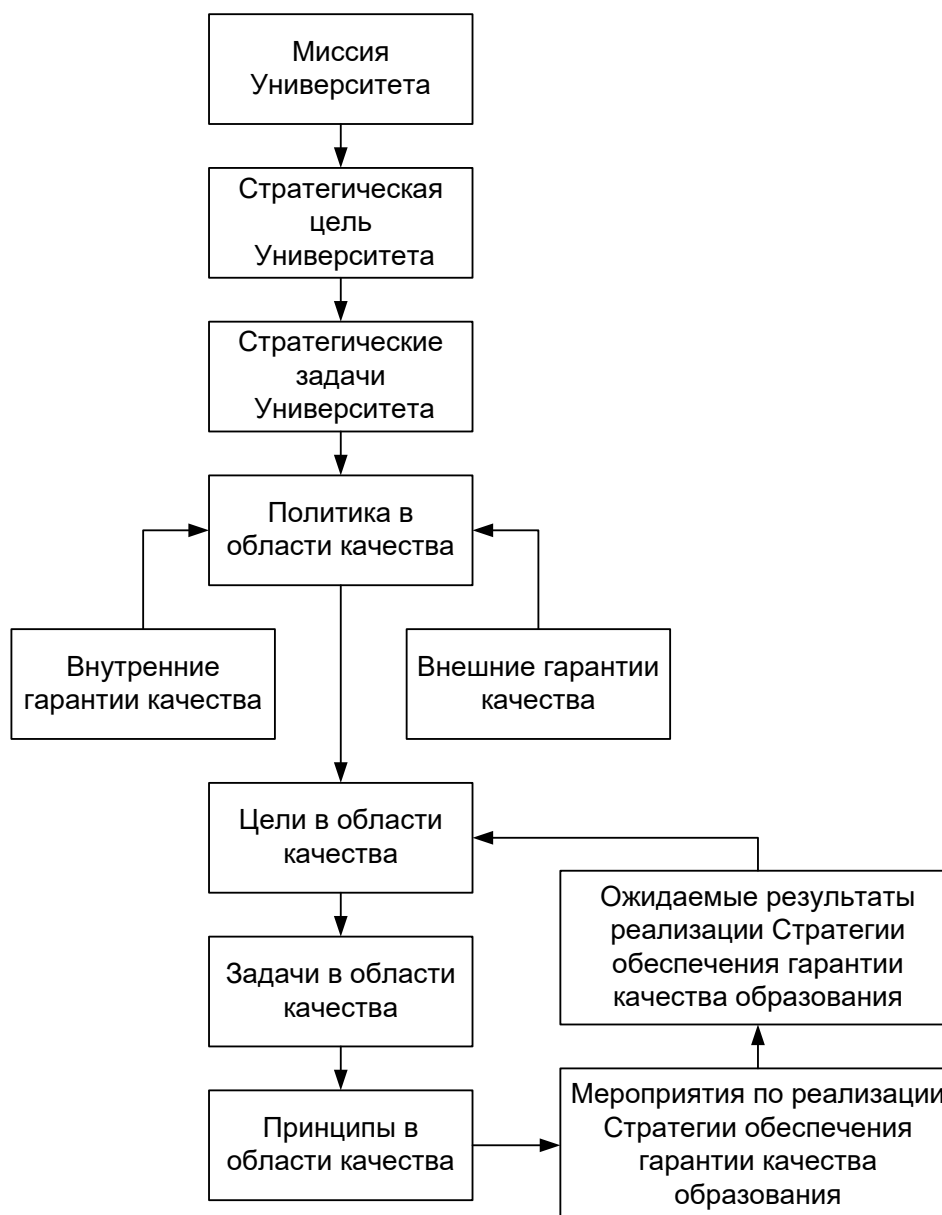 Миссия
Университета
Стратегическая
цель
Университета
Стратегические
задачи
Университета
Политика в
области качества
Внутренние
гарантии качества
Внешние гарантии
качества
Цели в области
качества
Ожидаемые результаты
реализации Стратегии
обеспечения гарантии
качества образования
Задачи в области
качества
Принципы в
области качества
Мероприятия по реализации
Стратегии обеспечения
гарантии качества
образования